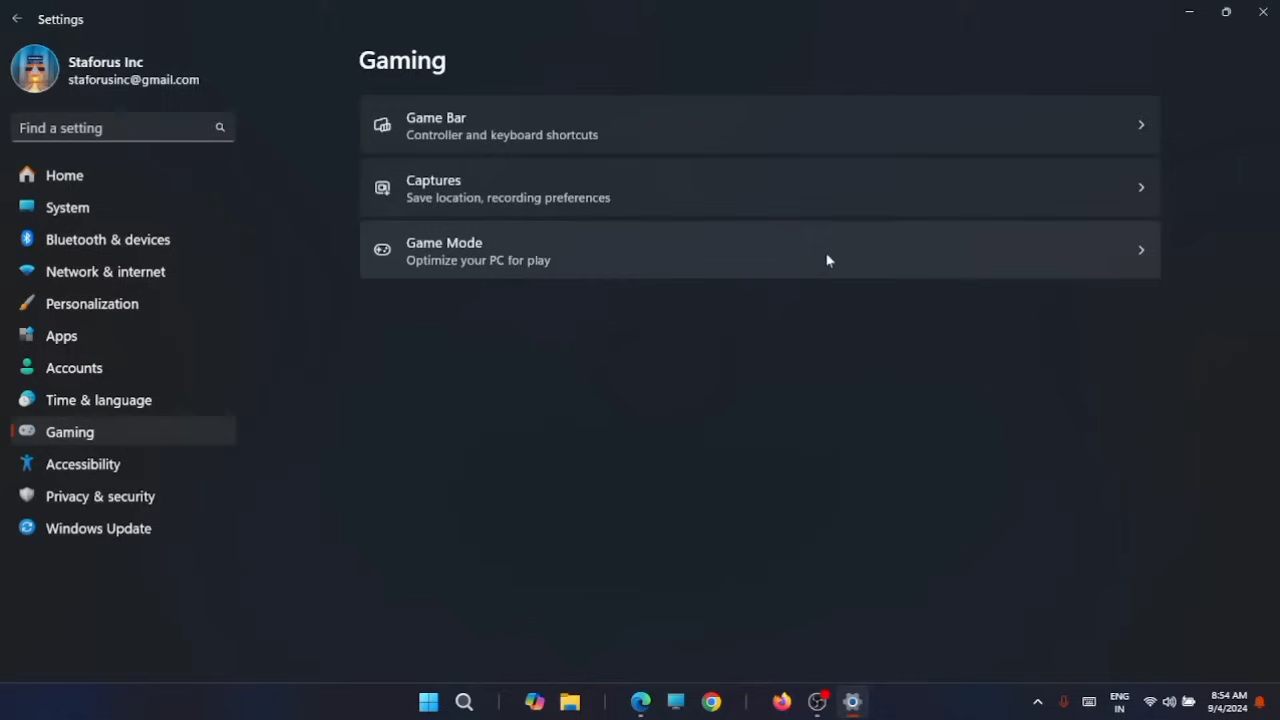 Settings
Staforus Inc
staforusinc@gmail.com
Find a setting
Home
System
Bluetooth & devices
Network & internet
Personalization
Apps
Accounts
Time & language
Gaming
Accessibility
Privacy & security
Windows Update
Gaming
Game Bar
Controller and keyboard shortcuts
Captures
Save location, recording preferences
Game Mode
Optimize your PC for play
ENG
IN
8:54 AM
9/4/2024